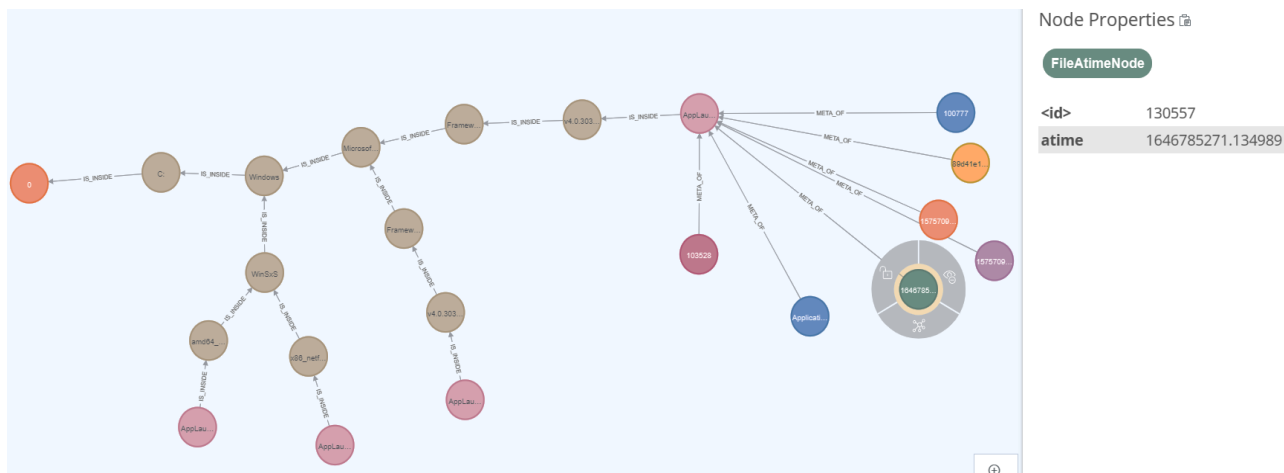 Node Properties
FileAtimeNode
<id> 130557
atime 1646785271.134989
0
IS_INSIDE
C:
IS_INSIDE
Windows
IS_INSIDE
Microsof...
IS_INSIDE
Framew...
IS_INSIDE
v4.0.303...
IS_INSIDE
AppLau...
META_OF
100777
META_OF
89d41e1...
META_OF
1575709...
META_OF
1575709...
META_OF
1646785...
META_OF
Applicati...
META_OF
103528
IS_INSIDE
Framew...
IS_INSIDE
v4.0.303...
IS_INSIDE
AppLau...
IS_INSIDE
WinSxS
IS_INSIDE
amd64_...
IS_INSIDE
AppLau...
IS_INSIDE
x86_netf...
IS_INSIDE
AppLau...